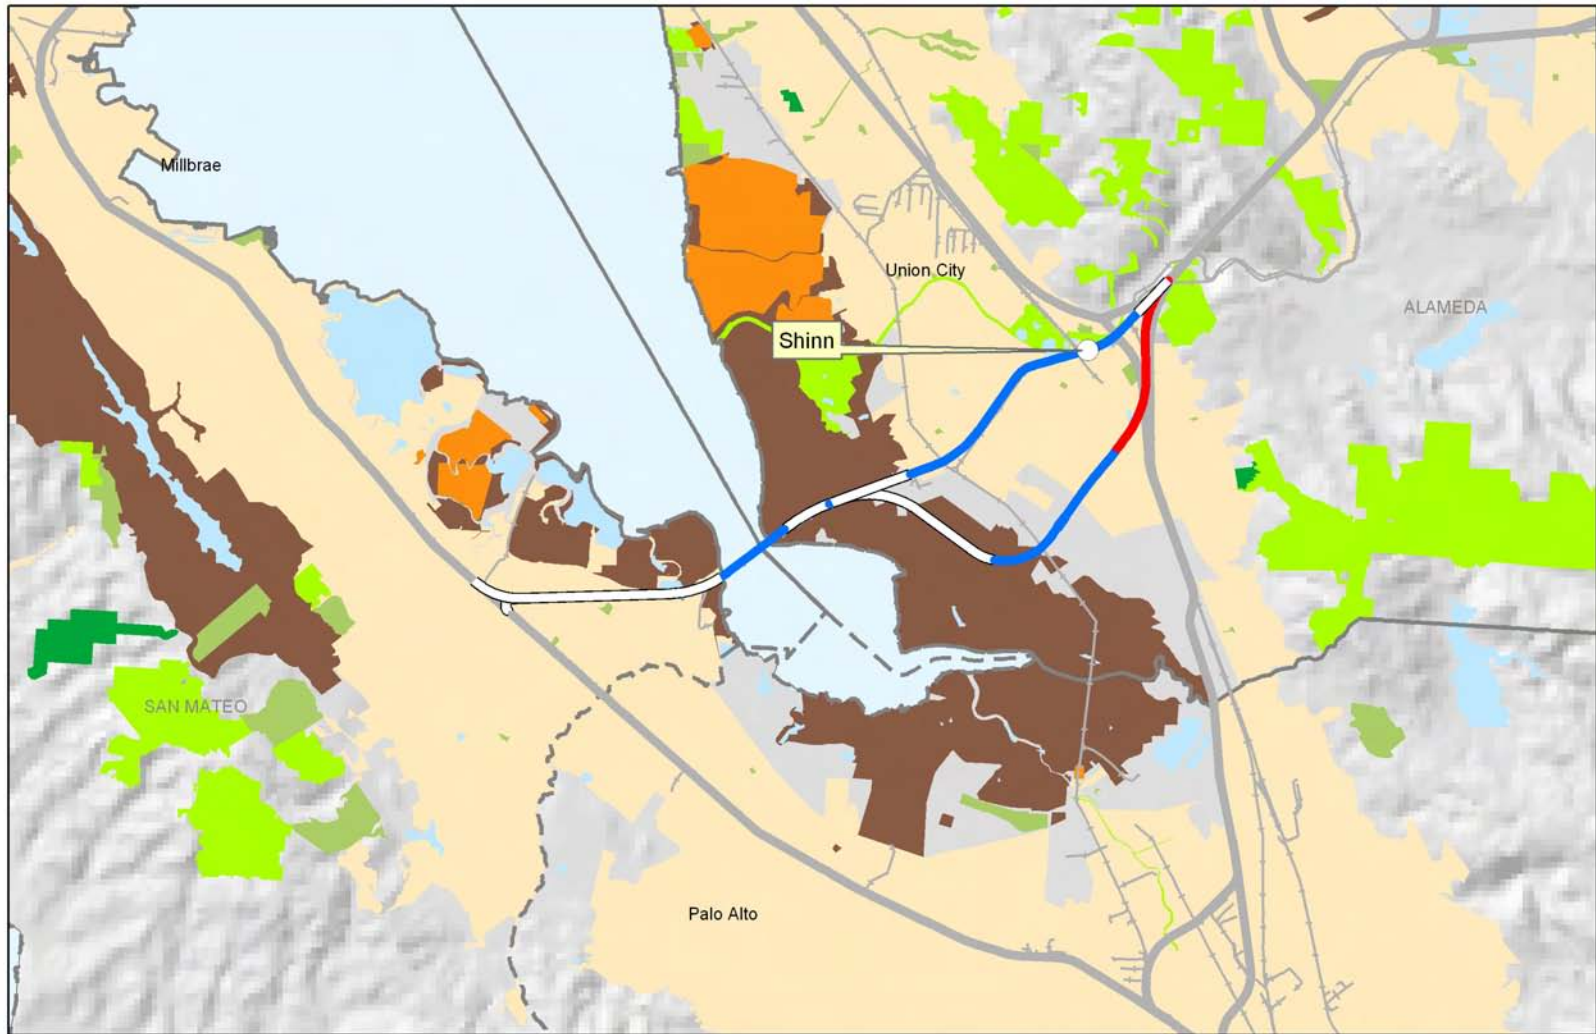 Millbrae
Union City
ALAMEDA
Shinn
SAN MATEO
Palo Alto